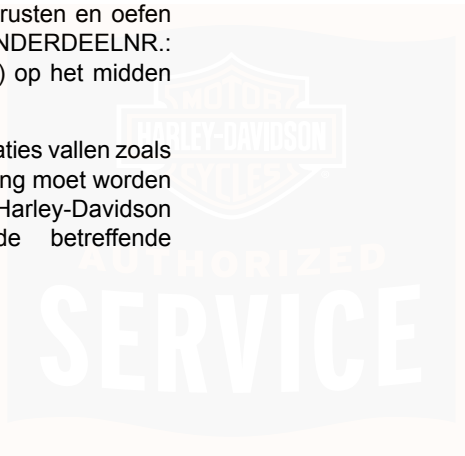 rusten en oefen
NDERDEELNR.:
) op het midden
aties vallen zoals
ng moet worden
Harley-Davidson
de betreffende
MOTOR
HARLEY-DAVIDSON
CYCLES
AUTHORIZED
SERVICE